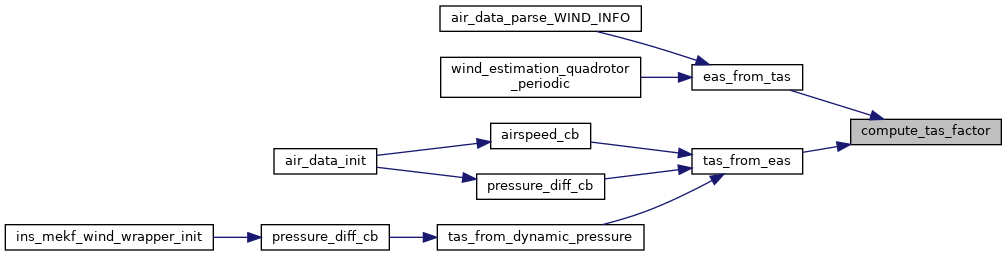 air_data_parse_WIND_INFO
wind_estimation_quadrotor
_periodic
eas_from_tas
compute_tas_factor
airspeed_cb
air_data_init
tas_from_eas
pressure_diff_cb
ins_mekf_wind_wrapper_init
pressure_diff_cb
tas_from_dynamic_pressure